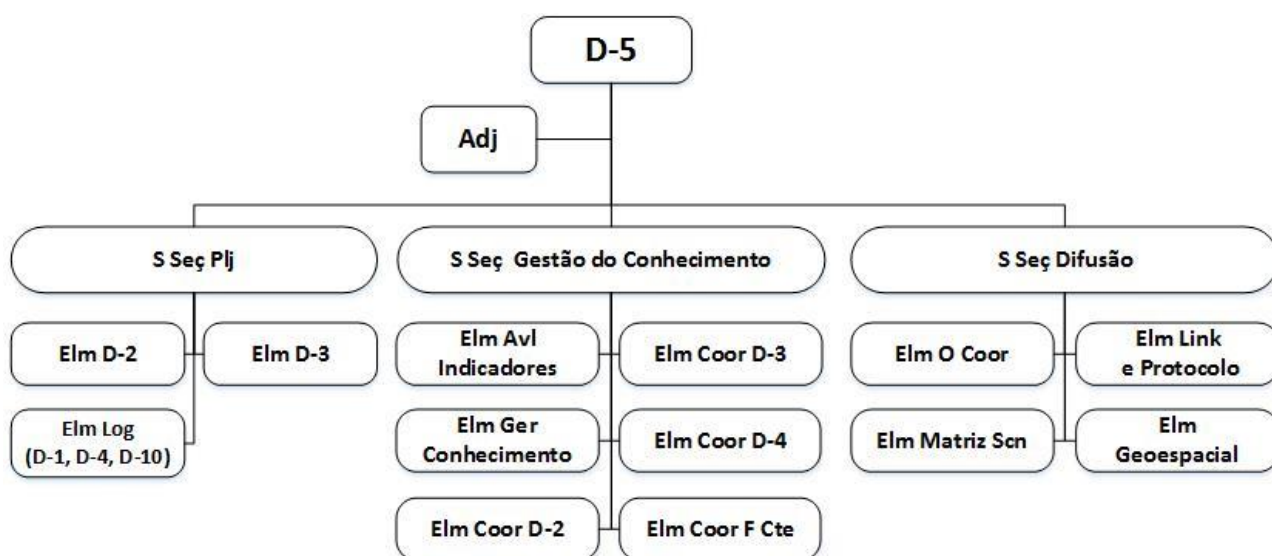 D-5
Adj
S Seç Plj
S Seç Gestão do Conhecimento
S Seç Difusão
Elm D-2
Elm D-3
Elm Log
(D-1, D-4, D-10)
Elm Avl
Indicadores
Elm Coor D-3
Elm Ger
Conhecimento
Elm Coor D-4
Elm Coor D-2
Elm Coor F Cte
Elm O Coor
Elm Link
e Protocolo
Elm Matriz Scn
Elm
Geoespacial